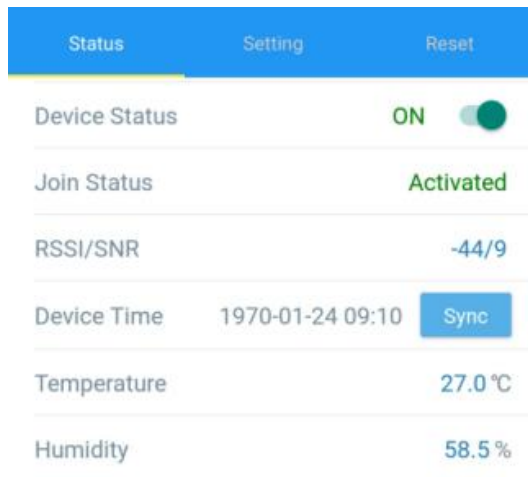 Status Setting Reset
Device Status ON
Join Status Activated
RSSI/SNR -44/9
Device Time 1970-01-24 09:10 Sync
Temperature 27.0 ℃
Humidity 58.5 %